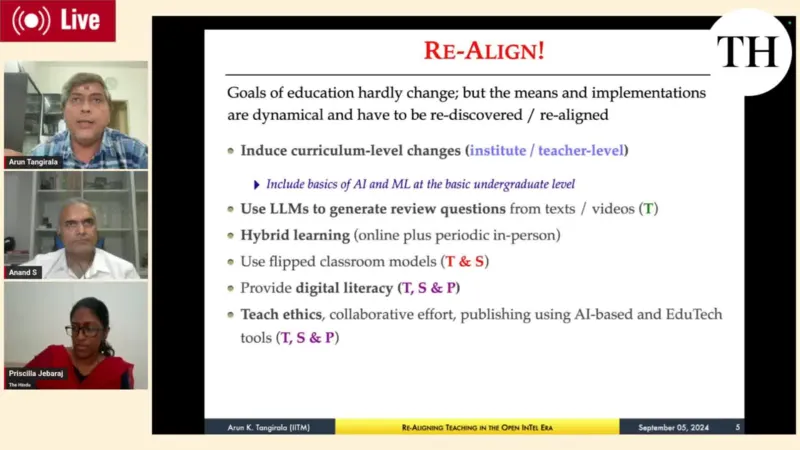 Live
TH
RE-ALIGN!
Goals of education hardly change; but the means and implementations
are dynamical and have to be re-discovered / re-aligned
Induce curriculum-level changes (institute / teacher-level)
Include basics of AI and ML at the basic undergraduate level
Use LLMs to generate review questions from texts / videos (T)
Hybrid learning (online plus periodic in-person)
Use flipped classroom models (T & S)
Provide digital literacy (T, S & P)
Teach ethics, collaborative effort, publishing using AI-based and EduTech
tools (T, S & P)
Arun K. Tangirala (IITM)
RE-ALIGNING TEACHING IN THE OPEN INTEL ERA
September 05, 2024
5
Arun Tangirala
Anand S
Priscilla Jebaraj
The Hindu